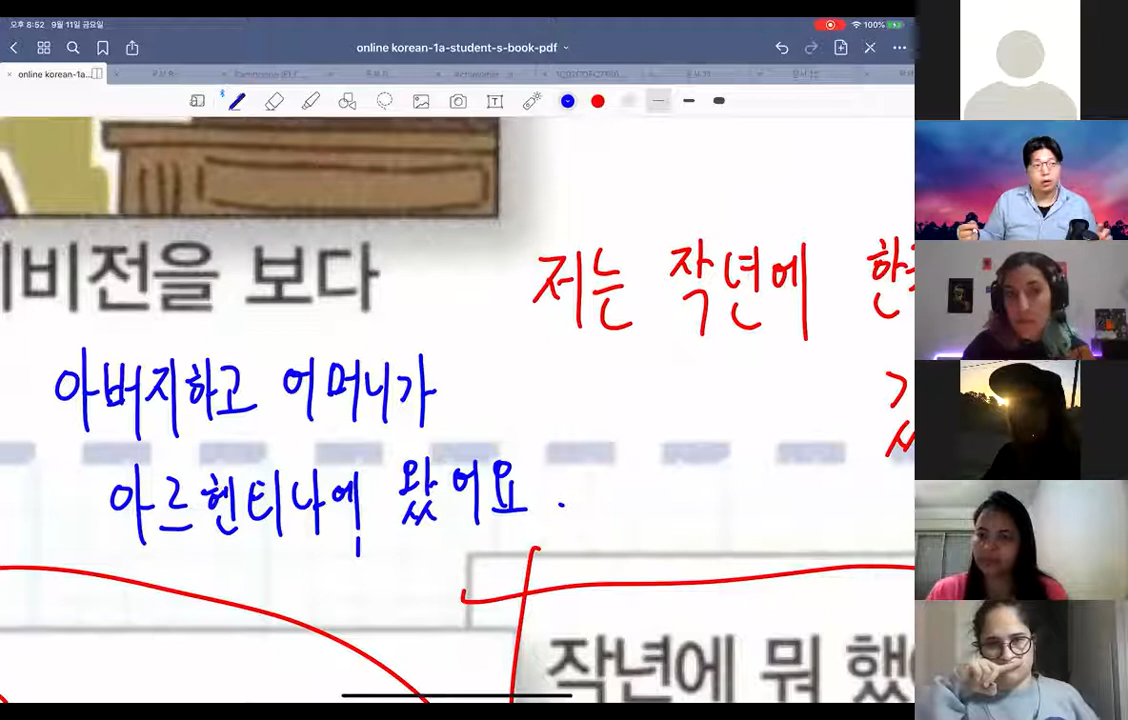 오후 8:52 9월 11일 금요일
100%
online korean-1a-student-s-book-pdf
online korean-1a...
비전을 보다
저는 작년에
아버지하고 어머니가
아르헨티나에 왔어요.
작년에 뭐